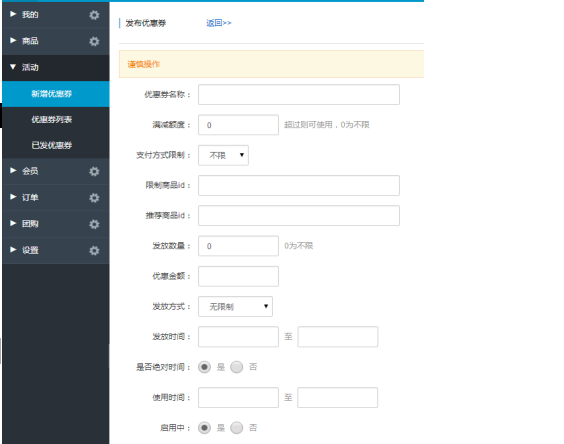 我的
商品
活动
新增优惠券
优惠券列表
已发优惠券
会员
订单
团购
设置
发布优惠券 返回>>
谨慎操作
优惠券名称：
满减额度： 0 超过则可使用，0为不限
支付方式限制： 不限
限制商品id：
推荐商品id：
发放数量： 0 0为不限
优惠金额：
发放方式： 无限制
发放时间： 至
是否绝对时间： 是 否
使用时间： 至
启用中： 是 否